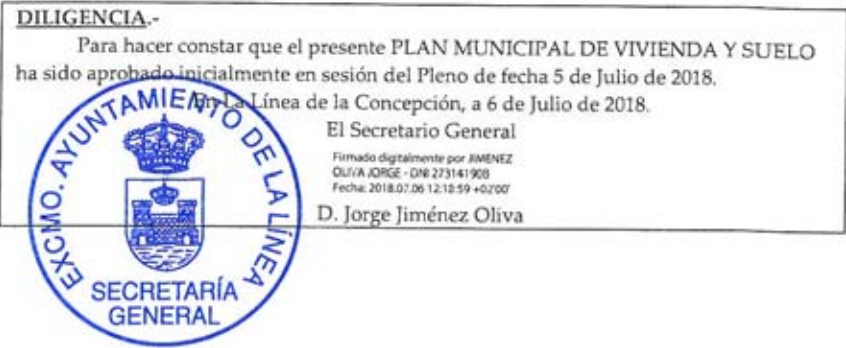 DILIGENCIA.-
Para hacer constar que el presente PLAN MUNICIPAL DE VIVIENDA Y SUELO
ha sido aprobado inicialmente en sesión del Pleno de fecha 5 de Julio de 2018.
En La Línea de la Concepción, a 6 de Julio de 2018.
El Secretario General
Firmado digitalmente por JIMENEZ
OLIVA JORGE - DNI 27314190B
Fecha: 2018.07.06 12:18:59 +02'00'
D. Jorge Jiménez Oliva
EXCMO. AYUNTAMIENTO DE LA LÍNEA
SECRETARÍA
GENERAL